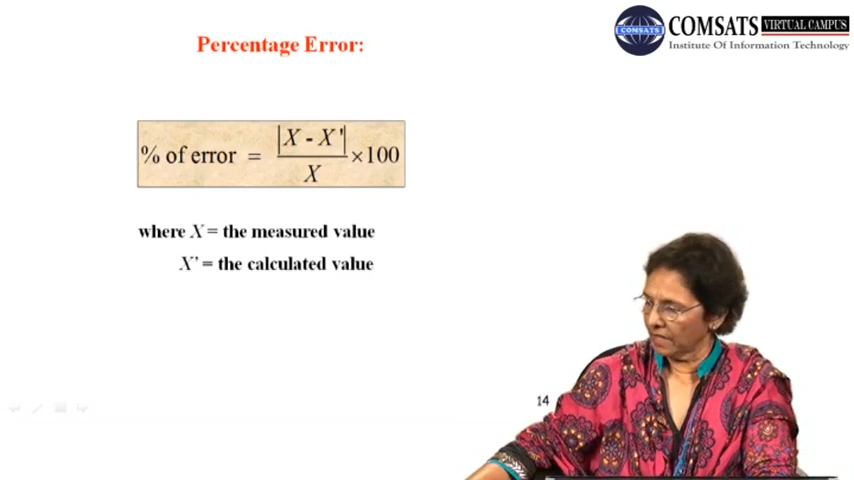 Percentage Error:
COMSATS VIRTUAL CAMPUS
Institute Of Information Technology
COMSATS
% of error = |X - X'| / X ×100
where X = the measured value
X’ = the calculated value
14